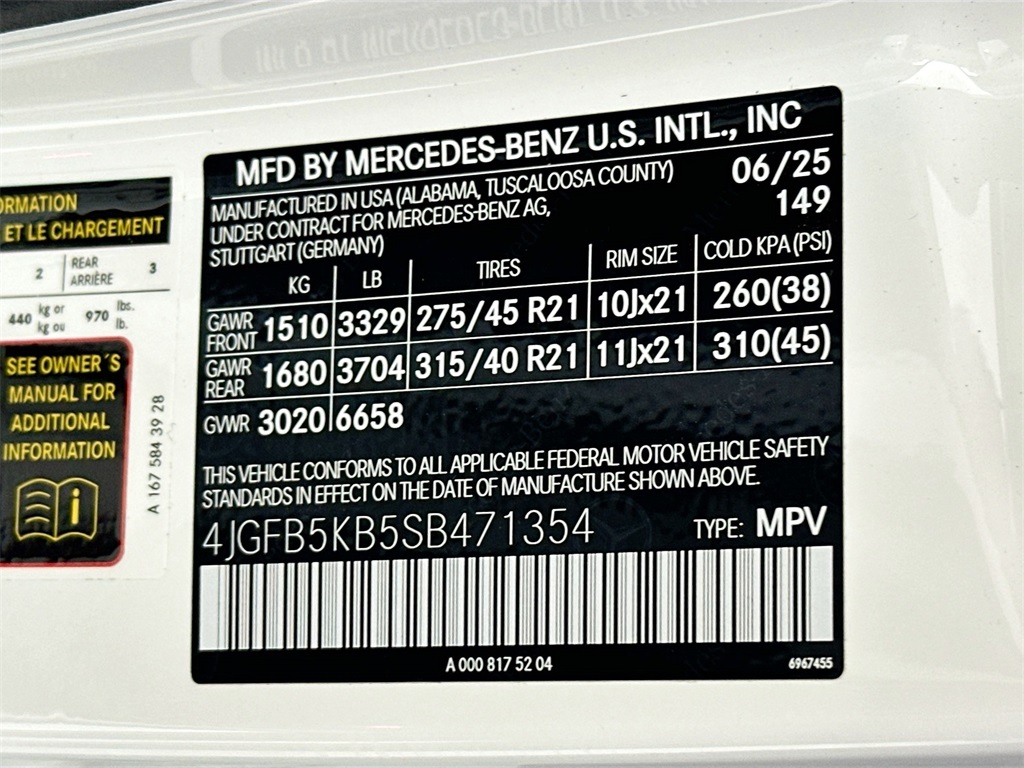 ORMATION
ET LE CHARGEMENT
2 REAR ARRIÈRE 3
440 kg or kg ou 970 lbs. lb.
SEE OWNER´S
MANUAL FOR
ADDITIONAL
INFORMATION
A 167 584 39 28
MFD BY MERCEDES-BENZ U.S. INTL., INC
MANUFACTURED IN USA (ALABAMA, TUSCALOOSA COUNTY) 06/25
UNDER CONTRACT FOR MERCEDES-BENZ AG, 149
STUTTGART (GERMANY)
KG LB TIRES RIM SIZE COLD KPA (PSI)
GAWR FRONT 1510 3329 275/45 R21 10Jx21 260(38)
GAWR REAR 1680 3704 315/40 R21 11Jx21 310(45)
GVWR 3020 6658
THIS VEHICLE CONFORMS TO ALL APPLICABLE FEDERAL MOTOR VEHICLE SAFETY
STANDARDS IN EFFECT ON THE DATE OF MANUFACTURE SHOWN ABOVE.
4JGFB5KB5SB471354 TYPE: MPV
A 000 817 52 04 6967455